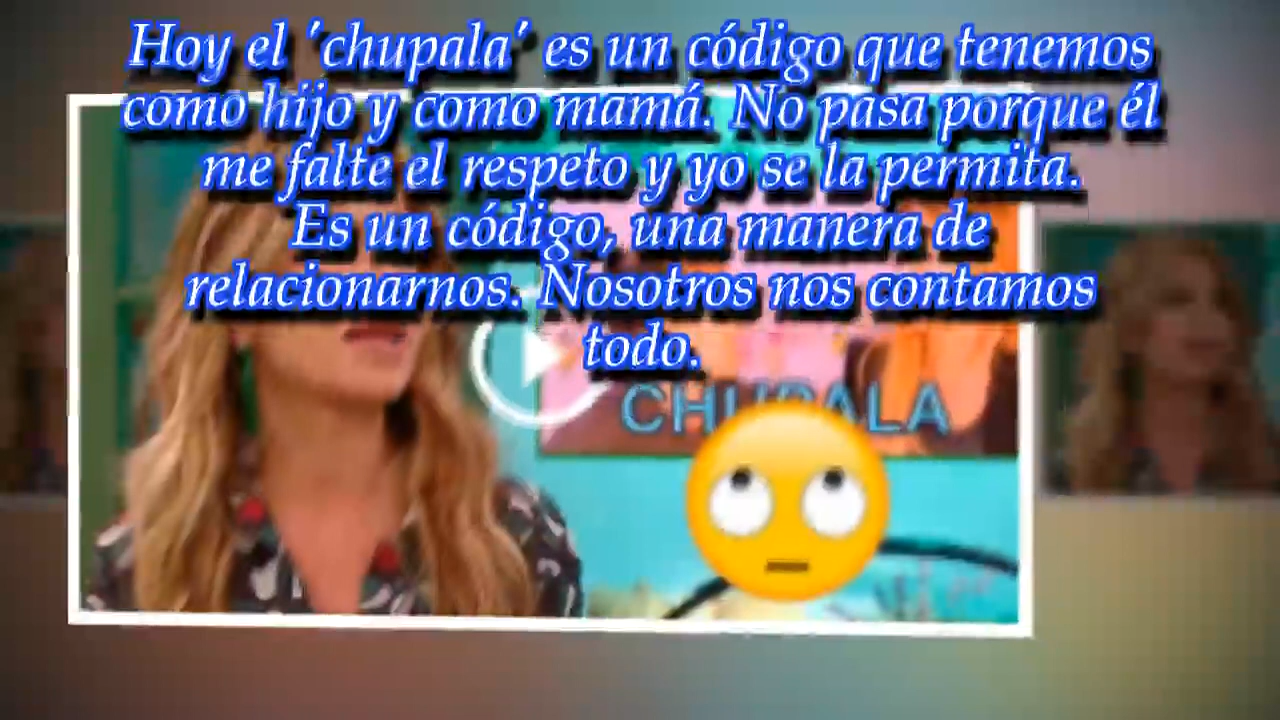 Hoy el 'chupala' es un código que tenemos
como hijo y como mamá. No pasa porque él
me falte el respeto y yo se la permita.
Es un código, una manera de
relacionarnos. Nosotros nos contamos
todo.
CHUPALA